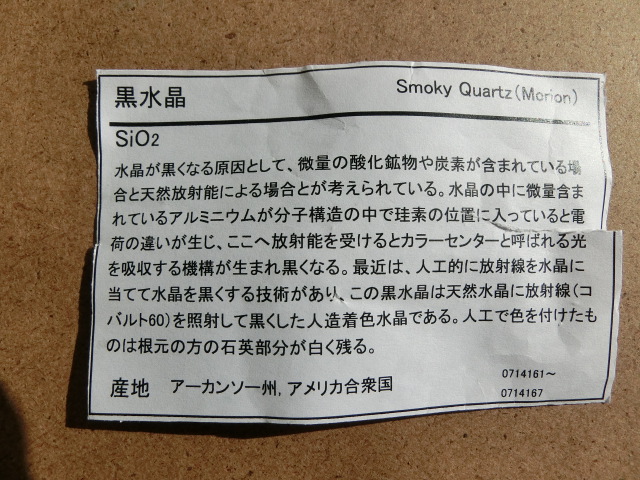 黒水晶 Smoky Quartz(Morion)
SiO2
水晶が黒くなる原因として、微量の酸化鉱物や炭素が含まれている場
合と天然放射能による場合とが考えられている。水晶の中に微量含ま
れているアルミニウムが分子構造の中で珪素の位置に入っていると電
荷の違いが生じ、ここへ放射能を受けるとカラーセンターと呼ばれる光
を吸収する機構が生まれ黒くなる。最近は、人工的に放射線を水晶に
当てて水晶を黒くする技術があり、この黒水晶は天然水晶に放射線(コ
バルト60)を照射して黒くした人造着色水晶である。人工で色を付けたも
のは根元の方の石英部分が白く残る。
産地 アーカンソー州, アメリカ合衆国
0714161～
0714167